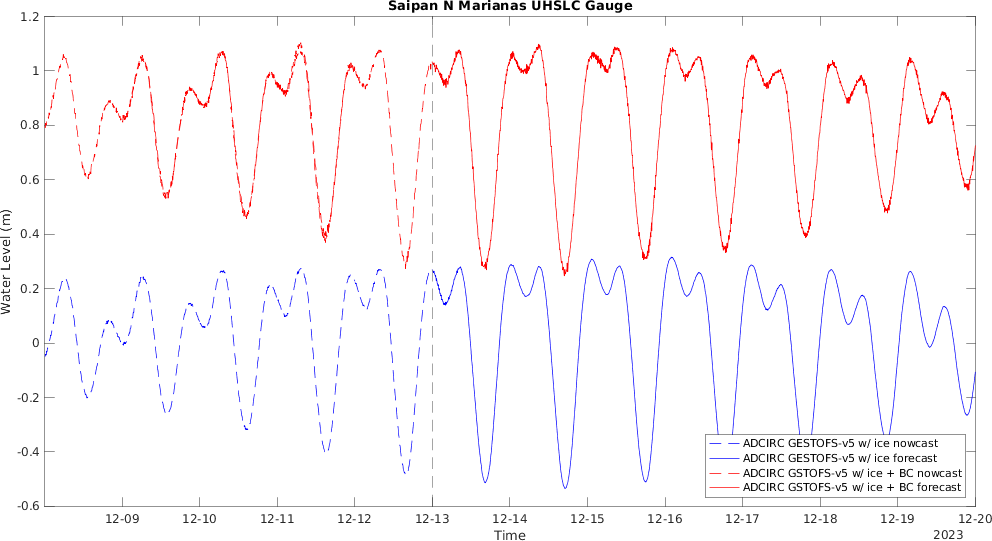 Saipan N Marianas UHSLC Gauge
1.2
1
0.8
0.6
0.4
0.2
0
-0.2
-0.4
-0.6
Water Level (m)
ADCIRC GESTOFS-v5 w/ ice nowcast
ADCIRC GESTOFS-v5 w/ ice forecast
ADCIRC GSTOFS-v5 w/ ice + BC nowcast
ADCIRC GSTOFS-v5 w/ ice + BC forecast
12-09 12-10 12-11 12-12 12-13 12-14 12-15 12-16 12-17 12-18 12-19 12-20
Time
2023